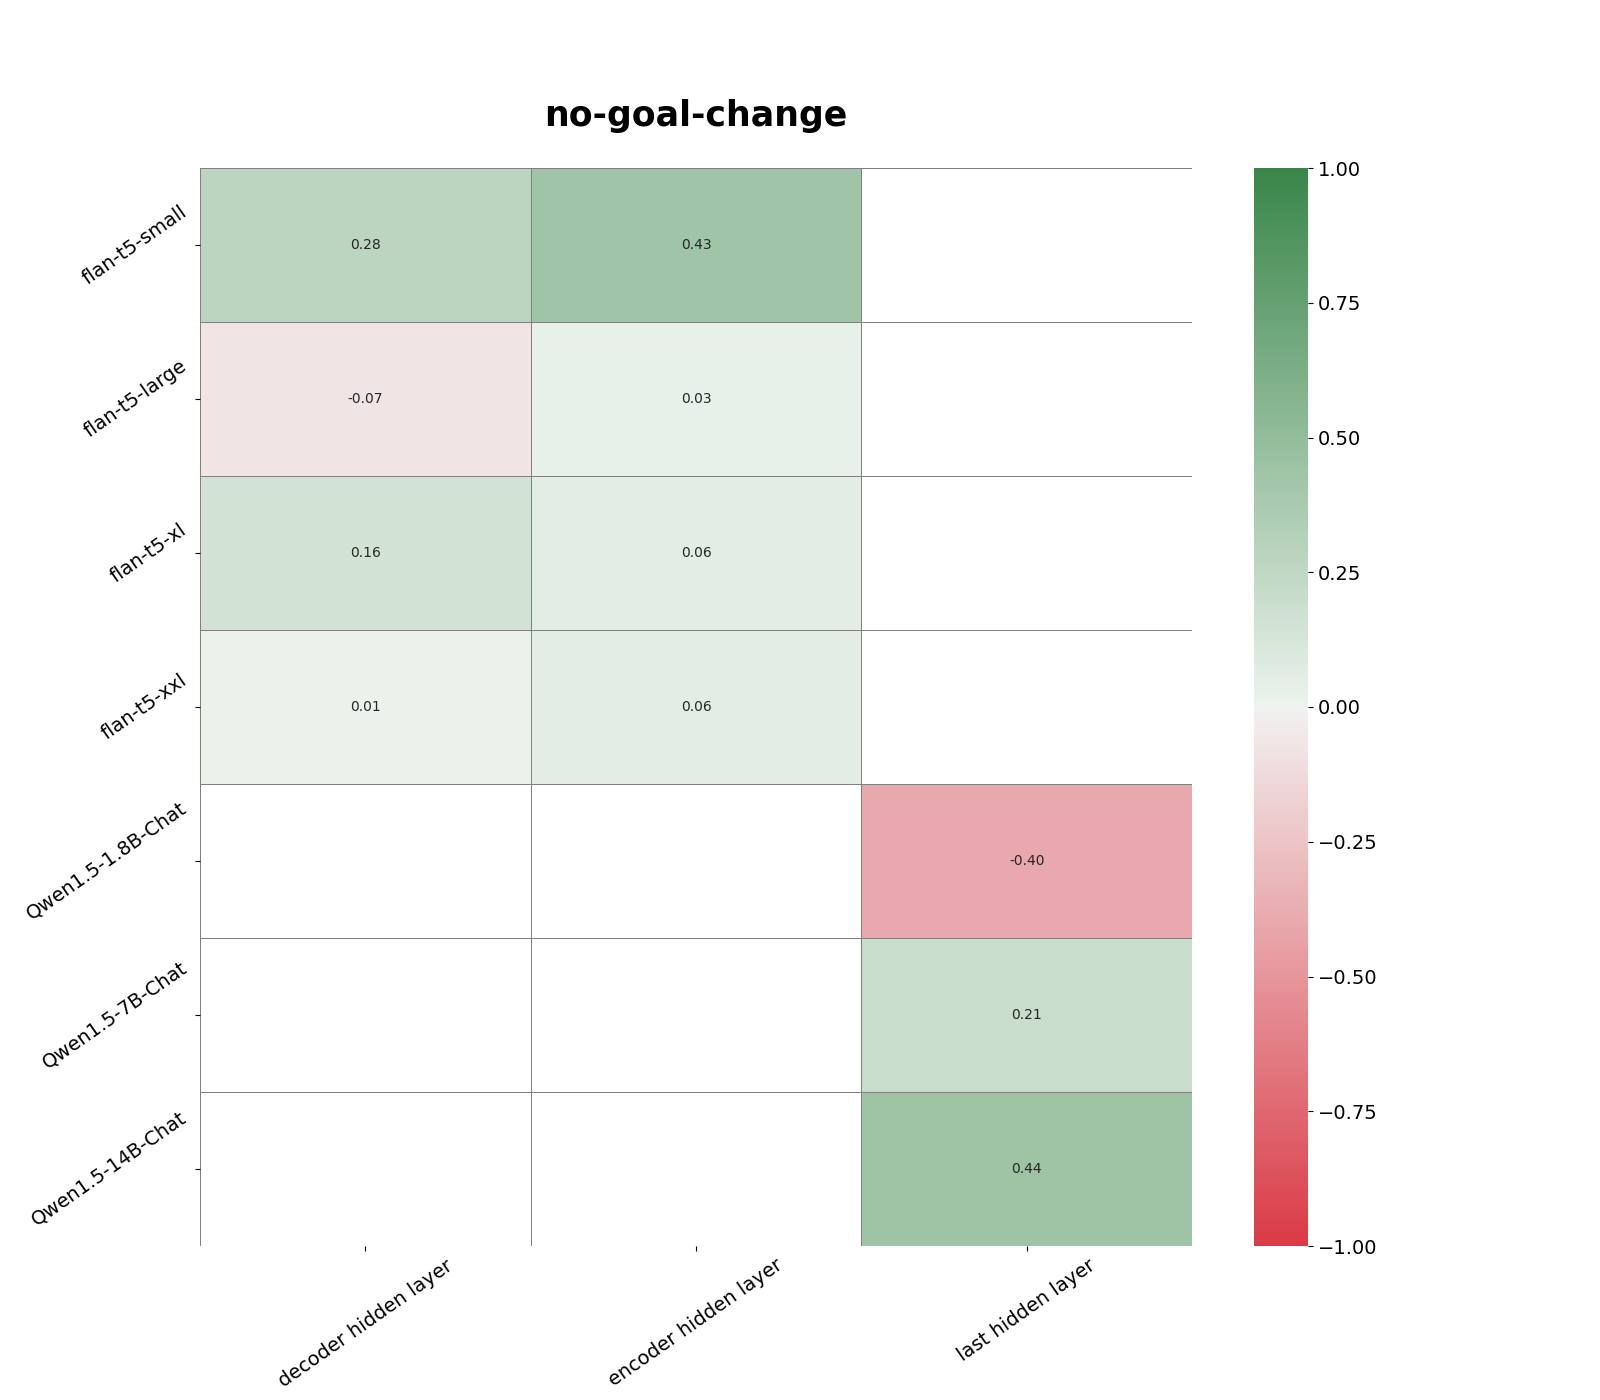 no-goal-change
flan-t5-small
0.28
0.43
flan-t5-large
-0.07
0.03
flan-t5-xl
0.16
0.06
flan-t5-xxl
0.01
0.06
Qwen1.5-1.8B-Chat
-0.40
Qwen1.5-7B-Chat
0.21
Qwen1.5-14B-Chat
0.44
decoder hidden layer
encoder hidden layer
last hidden layer
1.00
0.75
0.50
0.25
0.00
−0.25
−0.50
−0.75
−1.00